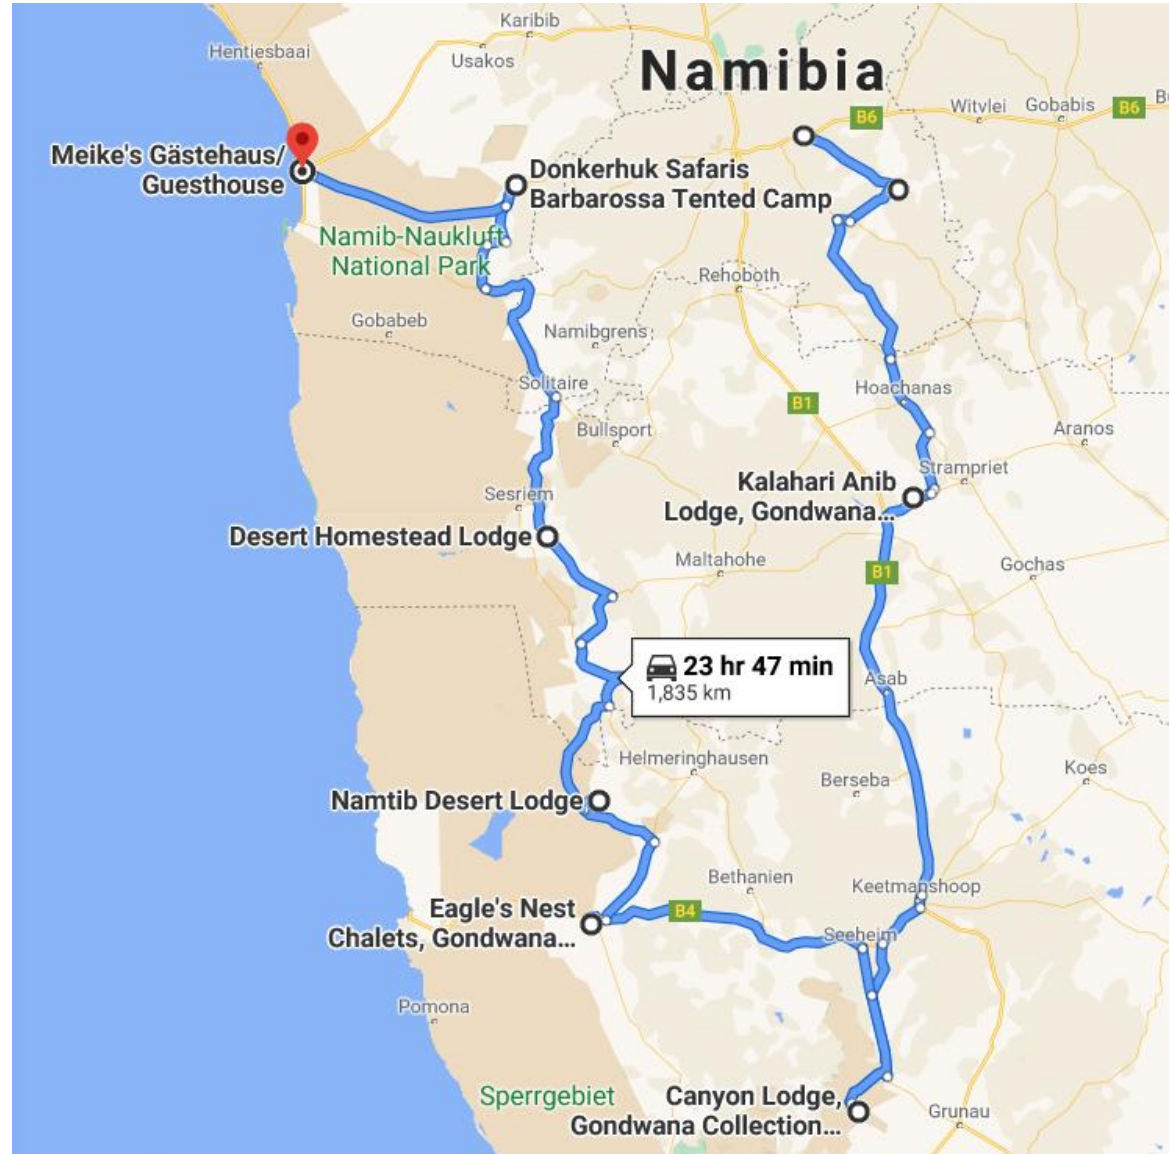 Karibib
Hentiesbaai
Usakos
Namibia
Witvlei
Gobabis
B6
B6
Meike's Gästehaus/
Guesthouse
Donkerhuk Safaris
Barbarossa Tented Camp
Namib-Naukluft
National Park
Rehoboth
Gobabeb
Namibgrens
Solitaire
Hoachanas
B1
Bullsport
Aranos
Strampriet
Sesriem
Kalahari Anib
Lodge, Gondwana...
Desert Homestead Lodge
Maltahohe
Gochas
B1
23 hr 47 min
1,835 km
Asab
Helmeringhausen
Berseba
Koes
Namtib Desert Lodge
Bethanien
Keetmanshoop
Eagle's Nest
Chalets, Gondwana...
B4
Seeheim
Pomona
Sperrgebiet
Canyon Lodge,
Gondwana Collection...
Grunau